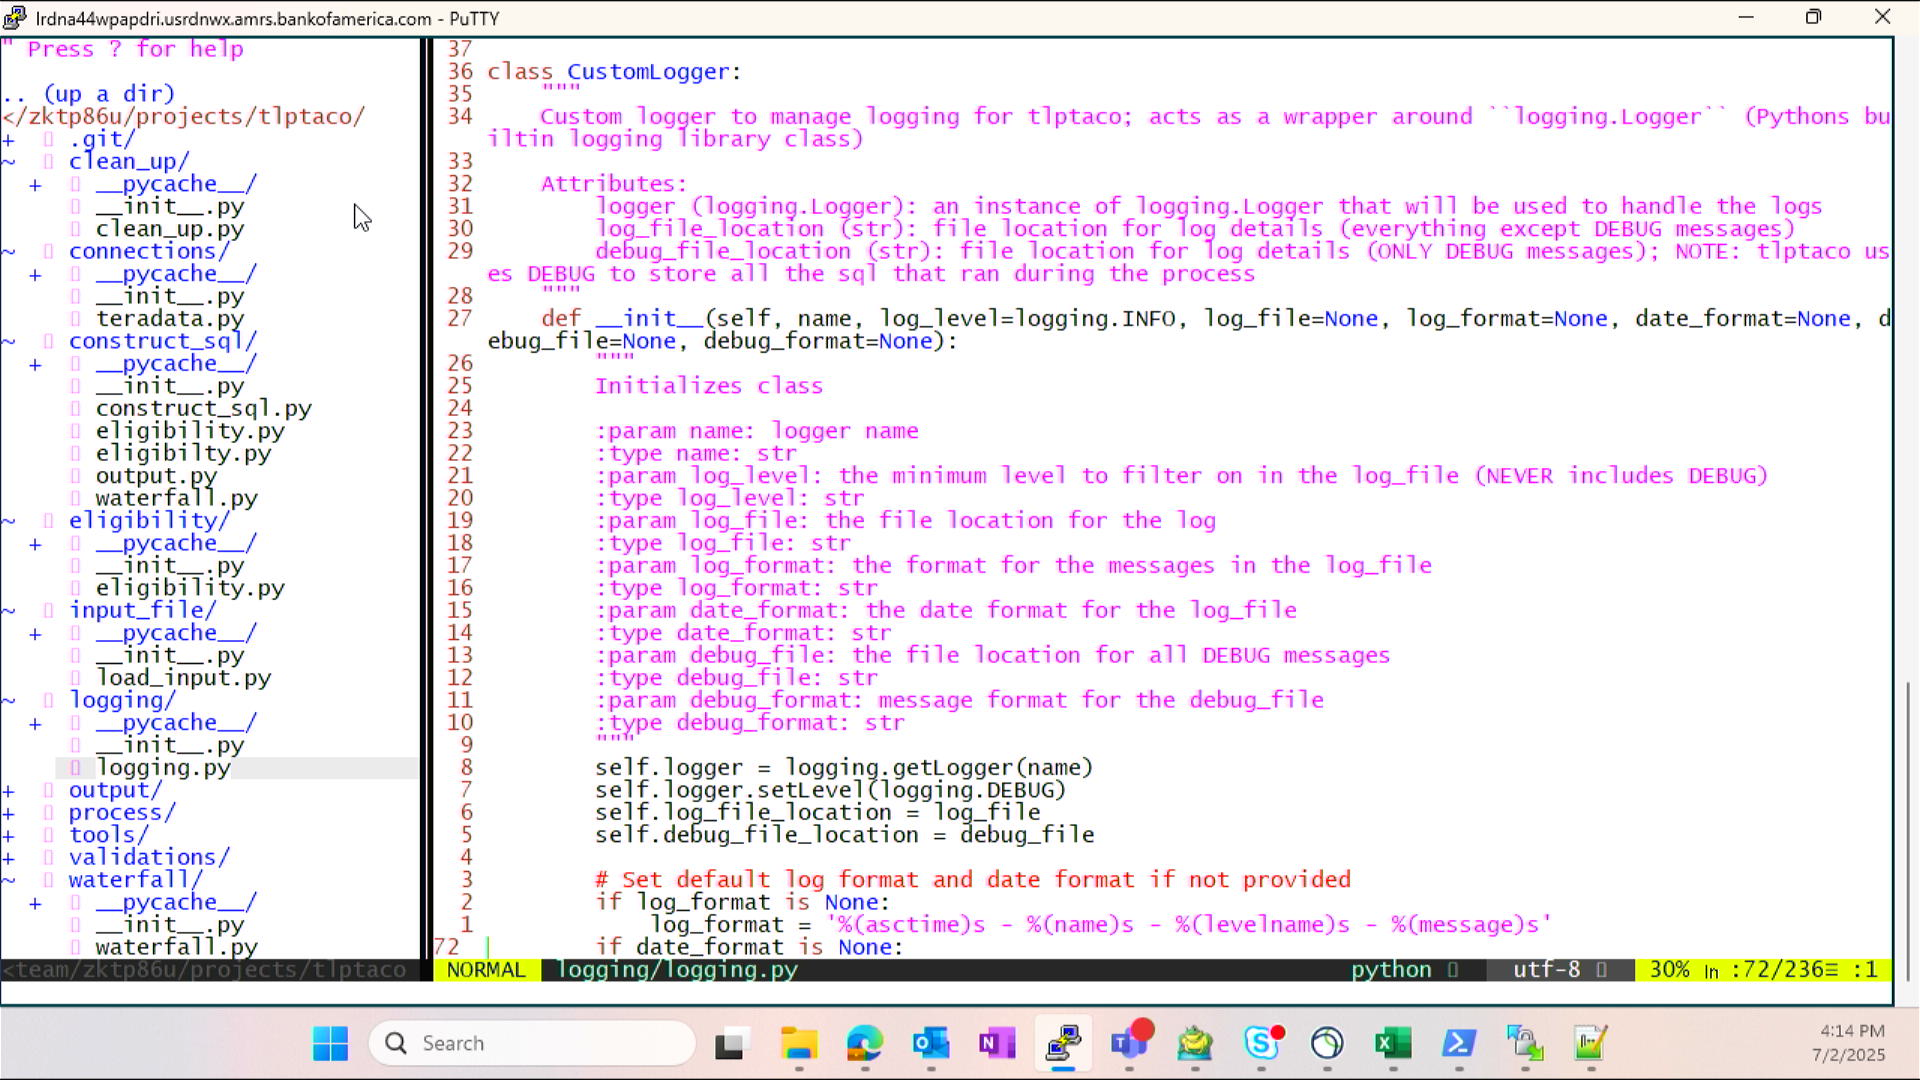 lrdna44wpapdri.usrdnwx.amrs.bankofamerica.com - PuTTY
" Press ? for help
.. (up a dir)
</zktp86u/projects/tlptaco/
+ .git/
~ clean_up/
+ __pycache__/
__init__.py
clean_up.py
~ connections/
+ __pycache__/
__init__.py
teradata.py
~ construct_sql/
+ __pycache__/
__init__.py
construct_sql.py
eligibility.py
eligibilty.py
output.py
waterfall.py
~ eligibility/
+ __pycache__/
__init__.py
eligibility.py
~ input_file/
+ __pycache__/
__init__.py
load_input.py
~ logging/
+ __pycache__/
__init__.py
logging.py
+ output/
+ process/
+ tools/
+ validations/
~ waterfall/
+ __pycache__/
__init__.py
waterfall.py
<team/zktp86u/projects/tlptaco
37
36 class CustomLogger:
35 """
34 Custom logger to manage logging for tlptaco; acts as a wrapper around ``logging.Logger`` (Pythons bu
iltin logging library class)
33
32 Attributes:
31 logger (logging.Logger): an instance of logging.Logger that will be used to handle the logs
30 log_file_location (str): file location for log details (everything except DEBUG messages)
29 debug_file_location (str): file location for log details (ONLY DEBUG messages); NOTE: tlptaco us
es DEBUG to store all the sql that ran during the process
28 """
27 def __init__(self, name, log_level=logging.INFO, log_file=None, log_format=None, date_format=None, d
ebug_file=None, debug_format=None):
26 """
25 Initializes class
24
23 :param name: logger name
22 :type name: str
21 :param log_level: the minimum level to filter on in the log_file (NEVER includes DEBUG)
20 :type log_level: str
19 :param log_file: the file location for the log
18 :type log_file: str
17 :param log_format: the format for the messages in the log_file
16 :type log_format: str
15 :param date_format: the date format for the log_file
14 :type date_format: str
13 :param debug_file: the file location for all DEBUG messages
12 :type debug_file: str
11 :param debug_format: message format for the debug_file
10 :type debug_format: str
9 """
8 self.logger = logging.getLogger(name)
7 self.logger.setLevel(logging.DEBUG)
6 self.log_file_location = log_file
5 self.debug_file_location = debug_file
4
3 # Set default log format and date format if not provided
2 if log_format is None:
1 log_format = '%(asctime)s - %(name)s - %(levelname)s - %(message)s'
72 if date_format is None:
NORMAL logging/logging.py python utf-8 30% ln :72/236≡ :1
Search
4:14 PM
7/2/2025